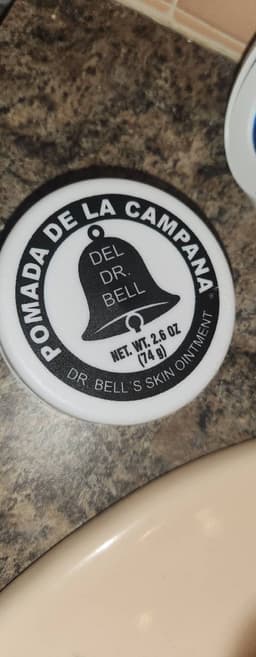 POMADA DE LA CAMPANA®
DEL
DR.
BELL
NET. WT. 2.6 OZ
(74 g)
DR. BELL´S SKIN OINTMENT